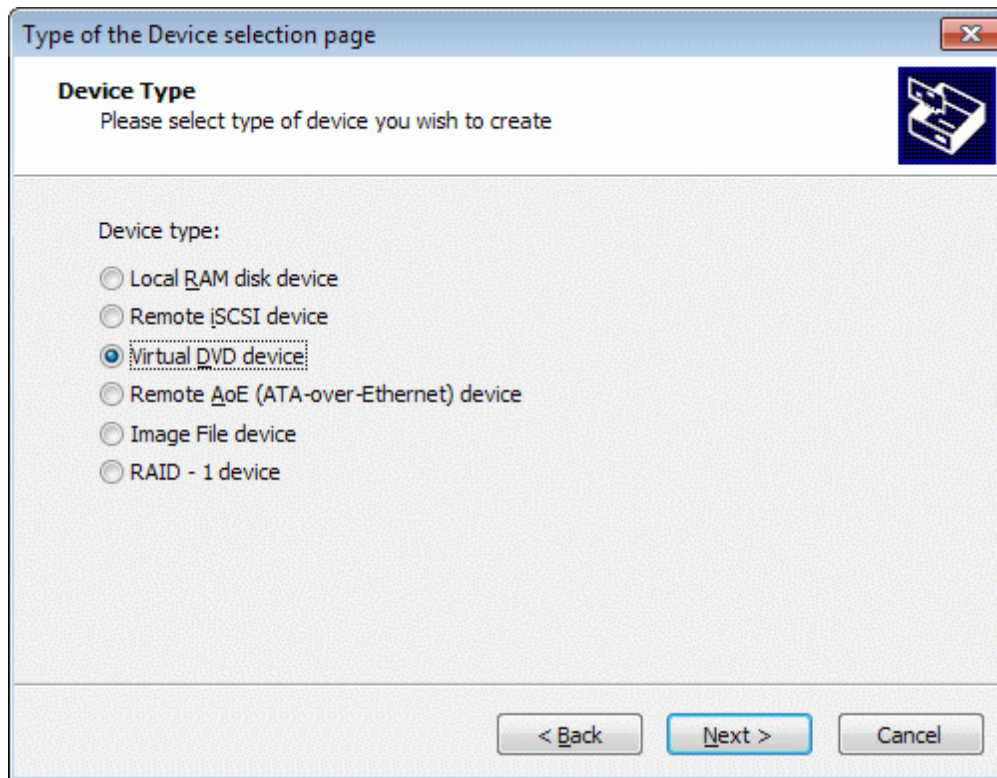 Type of the Device selection page
Device Type
Please select type of device you wish to create
Device type:
Local RAM disk device
Remote iSCSI device
Virtual DVD device
Remote AoE (ATA-over-Ethernet) device
Image File device
RAID - 1 device
< Back Next > Cancel